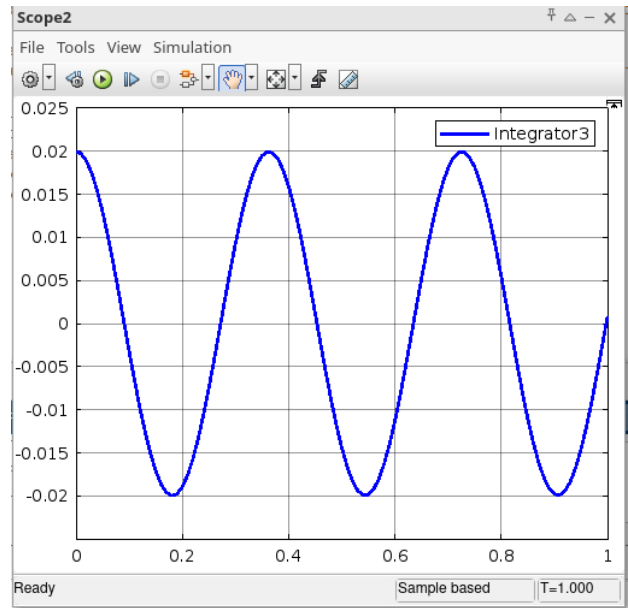 Scope2
File Tools View Simulation
Integrator3
0.025
0.02
0.015
0.01
0.005
0
-0.005
-0.01
-0.015
-0.02
0 0.2 0.4 0.6 0.8 1
Ready Sample based T=1.000